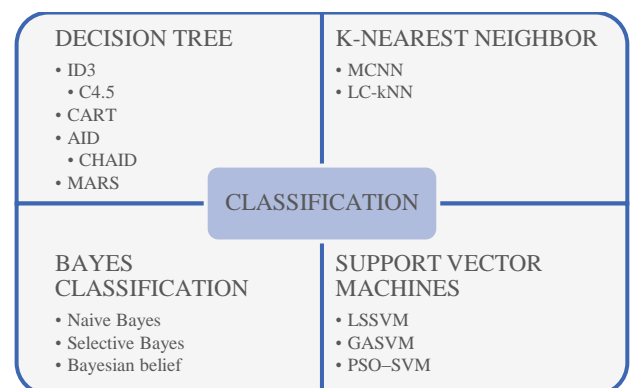 DECISION TREE
• ID3
• C4.5
• CART
• AID
• CHAID
• MARS
K-NEAREST NEIGHBOR
• MCNN
• LC-kNN
CLASSIFICATION
BAYES
CLASSIFICATION
• Naive Bayes
• Selective Bayes
• Bayesian belief
SUPPORT VECTOR
MACHINES
• LSSVM
• GASVM
• PSO–SVM